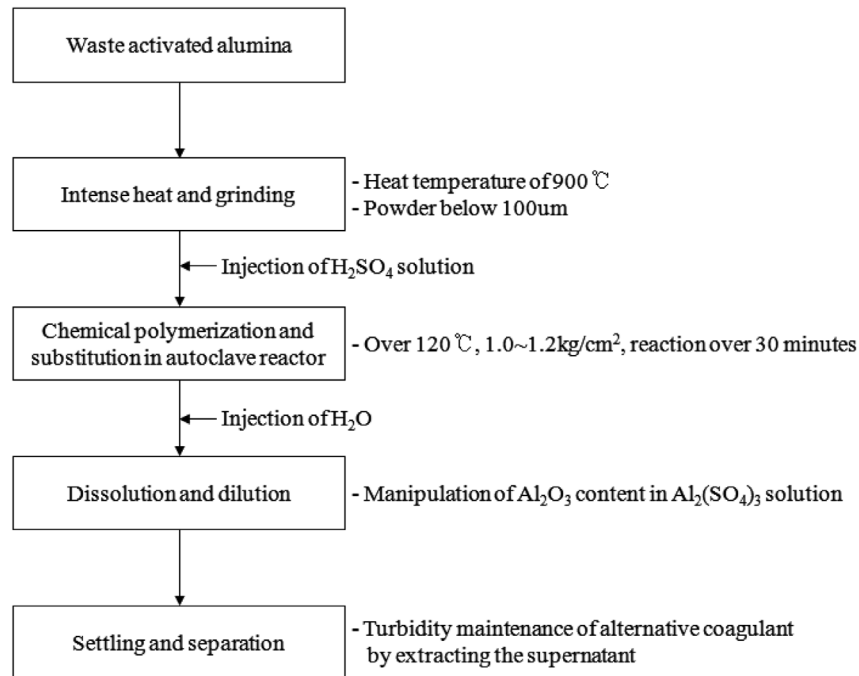 Waste activated alumina
Intense heat and grinding
- Heat temperature of 900℃
- Powder below 100um
Injection of H₂SO₄ solution
Chemical polymerization and
substitution in autoclave reactor
- Over 120℃, 1.0~1.2kg/cm², reaction over 30 minutes
Injection of H₂O
Dissolution and dilution
- Manipulation of Al₂O₃ content in Al₂(SO₄)₃ solution
Settling and separation
- Turbidity maintenance of alternative coagulant
by extracting the supernatant